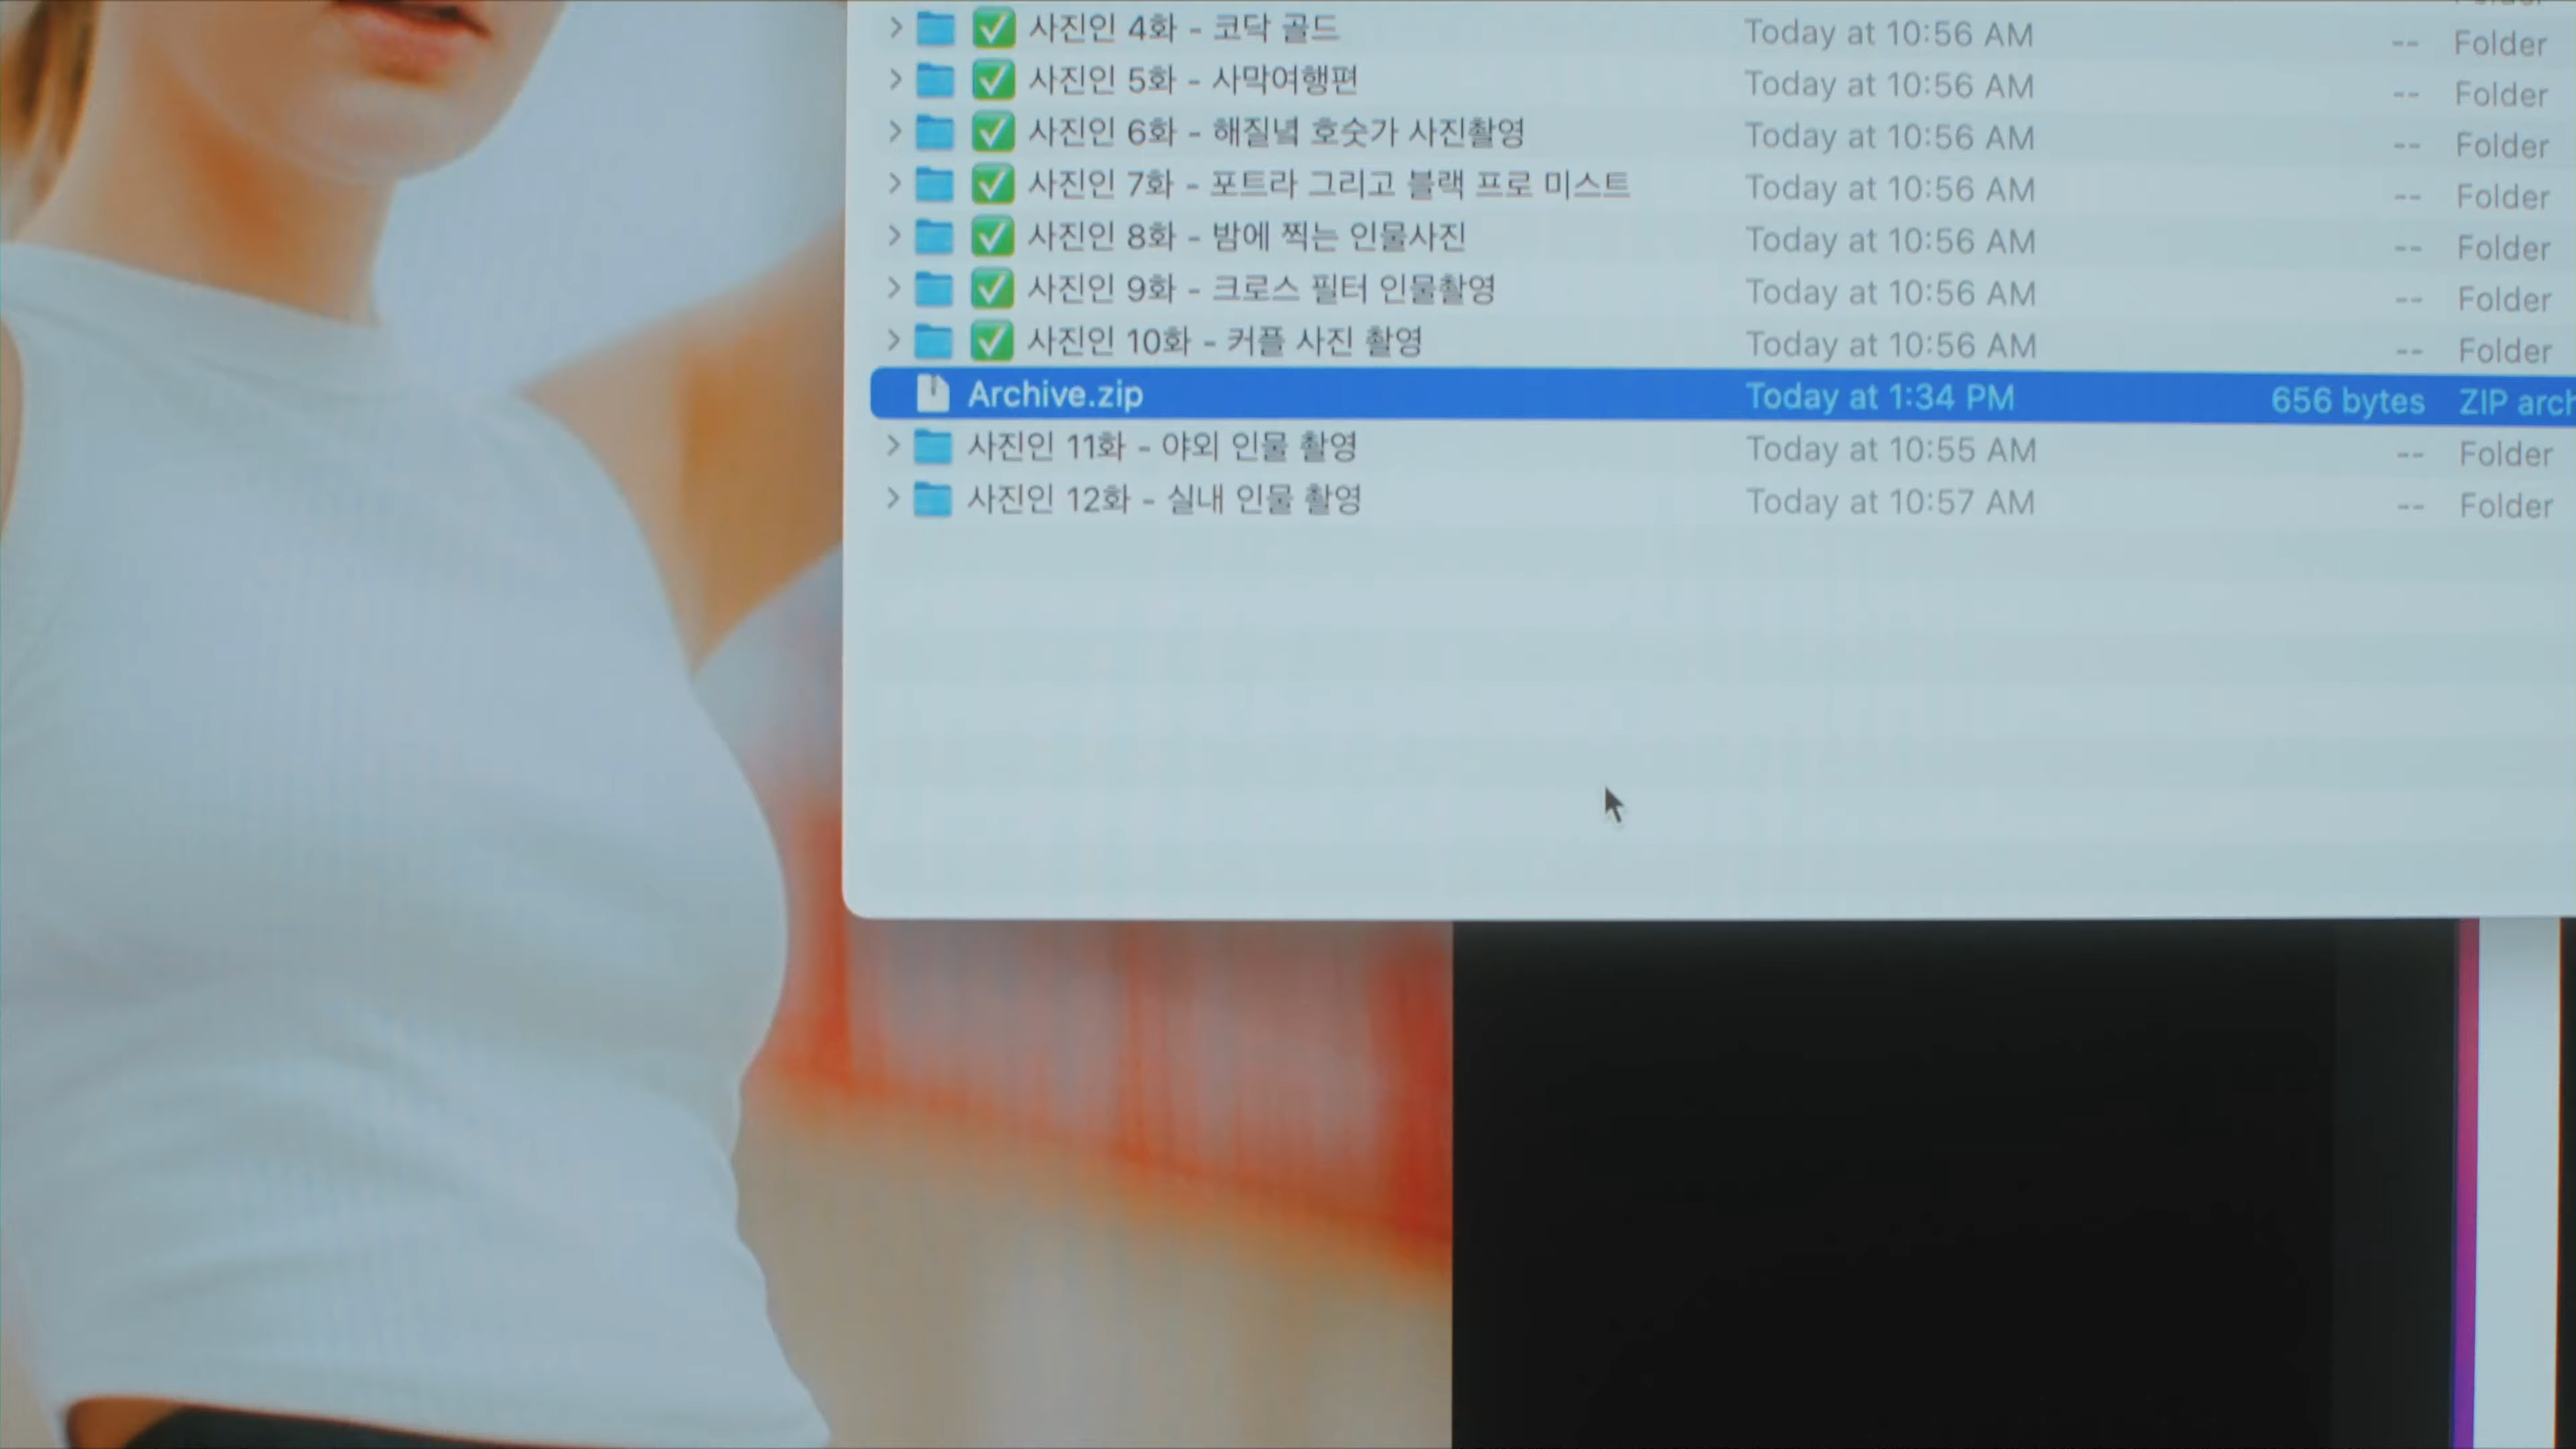 ✅ 사진인 4화 - 코닥 골드 Today at 10:56 AM -- Folder
✅ 사진인 5화 - 사막여행편 Today at 10:56 AM -- Folder
✅ 사진인 6화 - 해질녘 호숫가 사진촬영 Today at 10:56 AM -- Folder
✅ 사진인 7화 - 포트라 그리고 블랙 프로 미스트 Today at 10:56 AM -- Folder
✅ 사진인 8화 - 밤에 찍는 인물사진 Today at 10:56 AM -- Folder
✅ 사진인 9화 - 크로스 필터 인물촬영 Today at 10:56 AM -- Folder
✅ 사진인 10화 - 커플 사진 촬영 Today at 10:56 AM -- Folder
Archive.zip Today at 1:34 PM 656 bytes ZIP arch
사진인 11화 - 야외 인물 촬영 Today at 10:55 AM -- Folder
사진인 12화 - 실내 인물 촬영 Today at 10:57 AM -- Folder